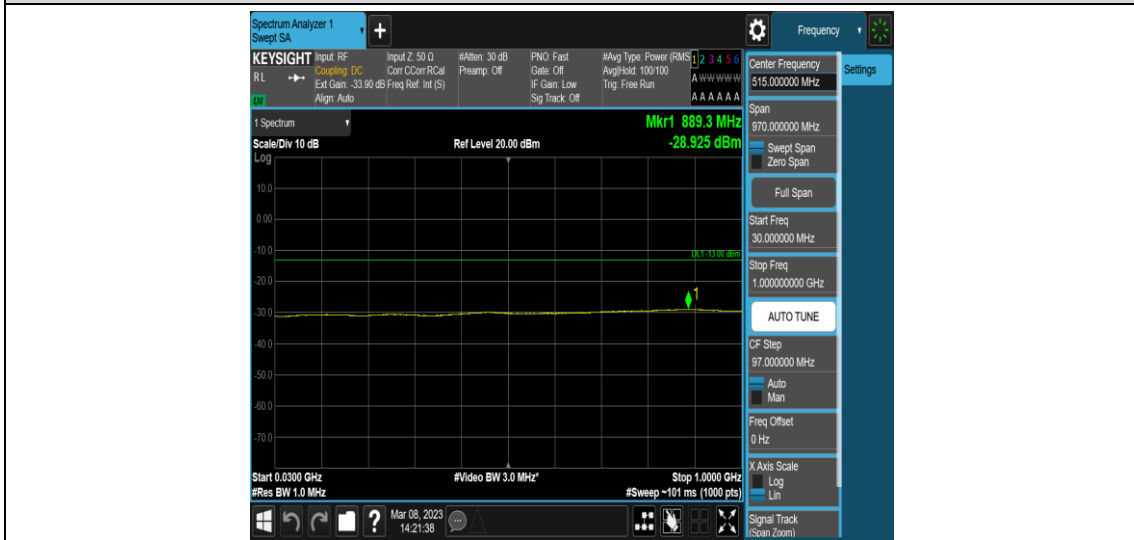 Spectrum Analyzer 1
Swept SA
+
Frequency
KEYSIGHT
RL
LXI
Input: RF
Coupling: DC
Ext Gain: -33.90 dB
Align: Auto
Input Z: 50 Ω
Corr CCorr RCal
Freq Ref: Int (S)
#Atten: 30 dB
Preamp: Off
PNO: Fast
Gate: Off
IF Gain: Low
Sig Track: Off
#Avg Type: Power (RMS
Avg|Hold: 100/100
Trig: Free Run
1 2 3 4 5 6
A W W W W W
A A A A A A
1 Spectrum
Mkr1 889.3 MHz
Scale/Div 10 dB
Ref Level 20.00 dBm
-28.925 dBm
Log
10.0
0.00
-10.0
DL1 -13.00 dBm
-20.0
1
-30.0
-40.0
-50.0
-60.0
-70.0
Start 0.0300 GHz
#Video BW 3.0 MHz*
Stop 1.0000 GHz
#Res BW 1.0 MHz
#Sweep ~101 ms (1000 pts)
?
Mar 08, 2023
14:21:38
Center Frequency
515.000000 MHz
Settings
Span
970.000000 MHz
Swept Span
Zero Span
Full Span
Start Freq
30.000000 MHz
Stop Freq
1.000000000 GHz
AUTO TUNE
CF Step
97.000000 MHz
Auto
Man
Freq Offset
0 Hz
X Axis Scale
Log
Lin
Signal Track
(Span Zoom)